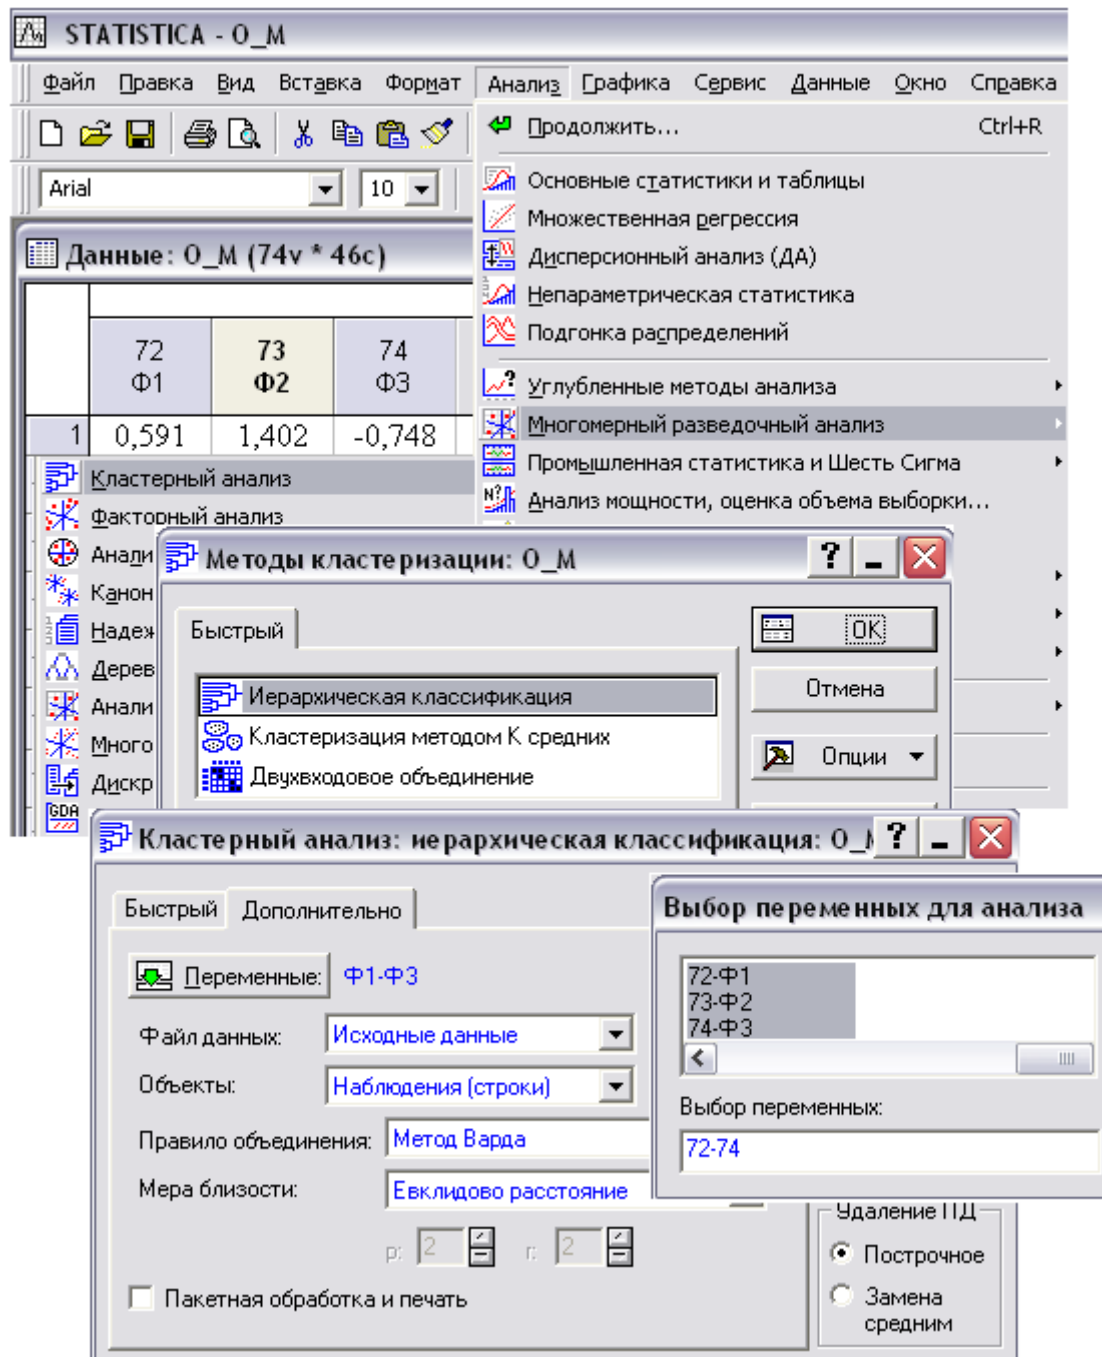 STATISTICA - O_M
Файл Правка Вид Вставка Формат Анализ Графика Сервис Данные Окно Справка
Продолжить... Ctrl+R
Arial 10
Основные статистики и таблицы
Множественная регрессия
Дисперсионный анализ (ДА)
Непараметрическая статистика
Подгонка распределений
Углубленные методы анализа
Многомерный разведочный анализ
Промышленная статистика и Шесть Сигма
Анализ мощности, оценка объема выборки...
Данные: O_M (74v * 46c)
72 73 74
Ф1 Ф2 Ф3
1 0,591 1,402 -0,748
Кластерный анализ
Факторный анализ
Анали
Канон
Надеж
Дерев
Анали
Много
Дискр
GDA
Методы кластеризации: O_M
Быстрый
OK
Отмена
Опции
Иерархическая классификация
Кластеризация методом К средних
Двухвходовое объединение
Кластерный анализ: иерархическая классификация: O_M
Быстрый Дополнительно
Переменные: Ф1-Ф3
Файл данных: Исходные данные
Объекты: Наблюдения (строки)
Правило объединения: Метод Варда
Мера близости: Евклидово расстояние
p: 2 r: 2
Пакетная обработка и печать
Выбор переменных для анализа
72-Ф1
73-Ф2
74-Ф3
Выбор переменных:
72-74
Удаление ПД
Построчное
Замена
средним